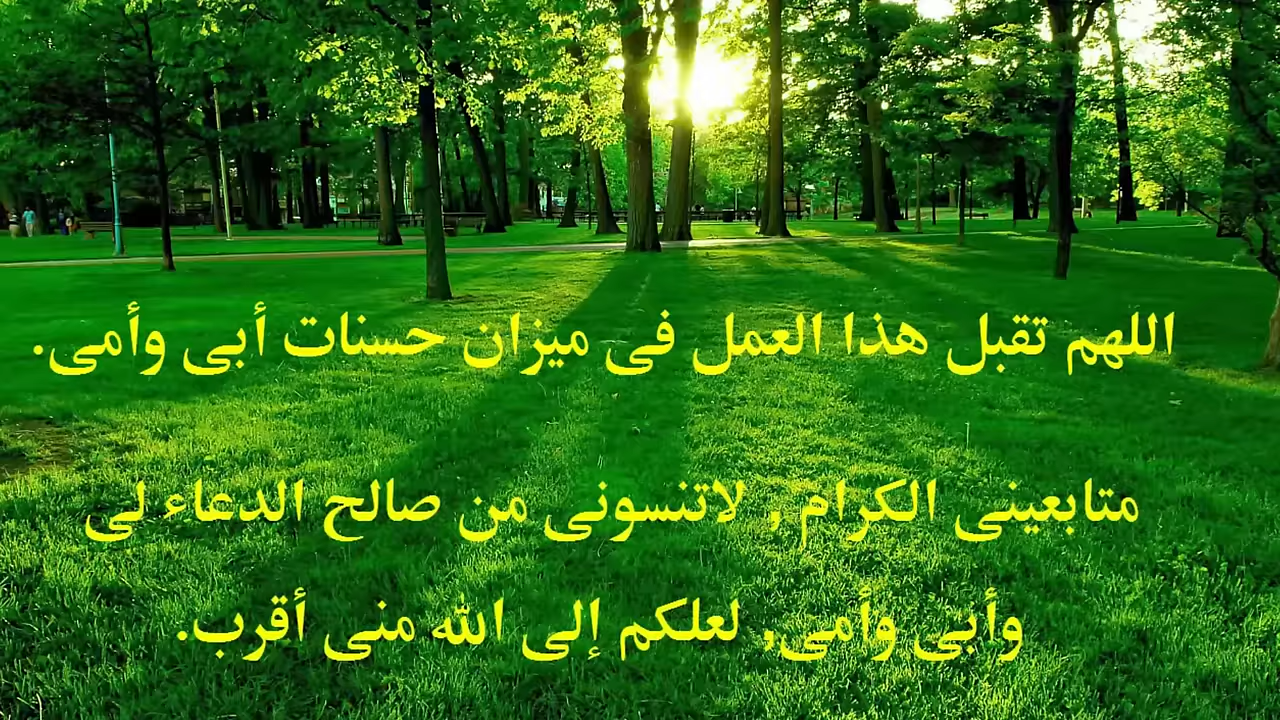 اللهم تقبل هذا العمل فى ميزان حسنات أبى وأمى.
متابعينى الكرام , لاتنسونى من صالح الدعاء لى
وأبى وأمى, لعلكم إلى الله منى أقرب.